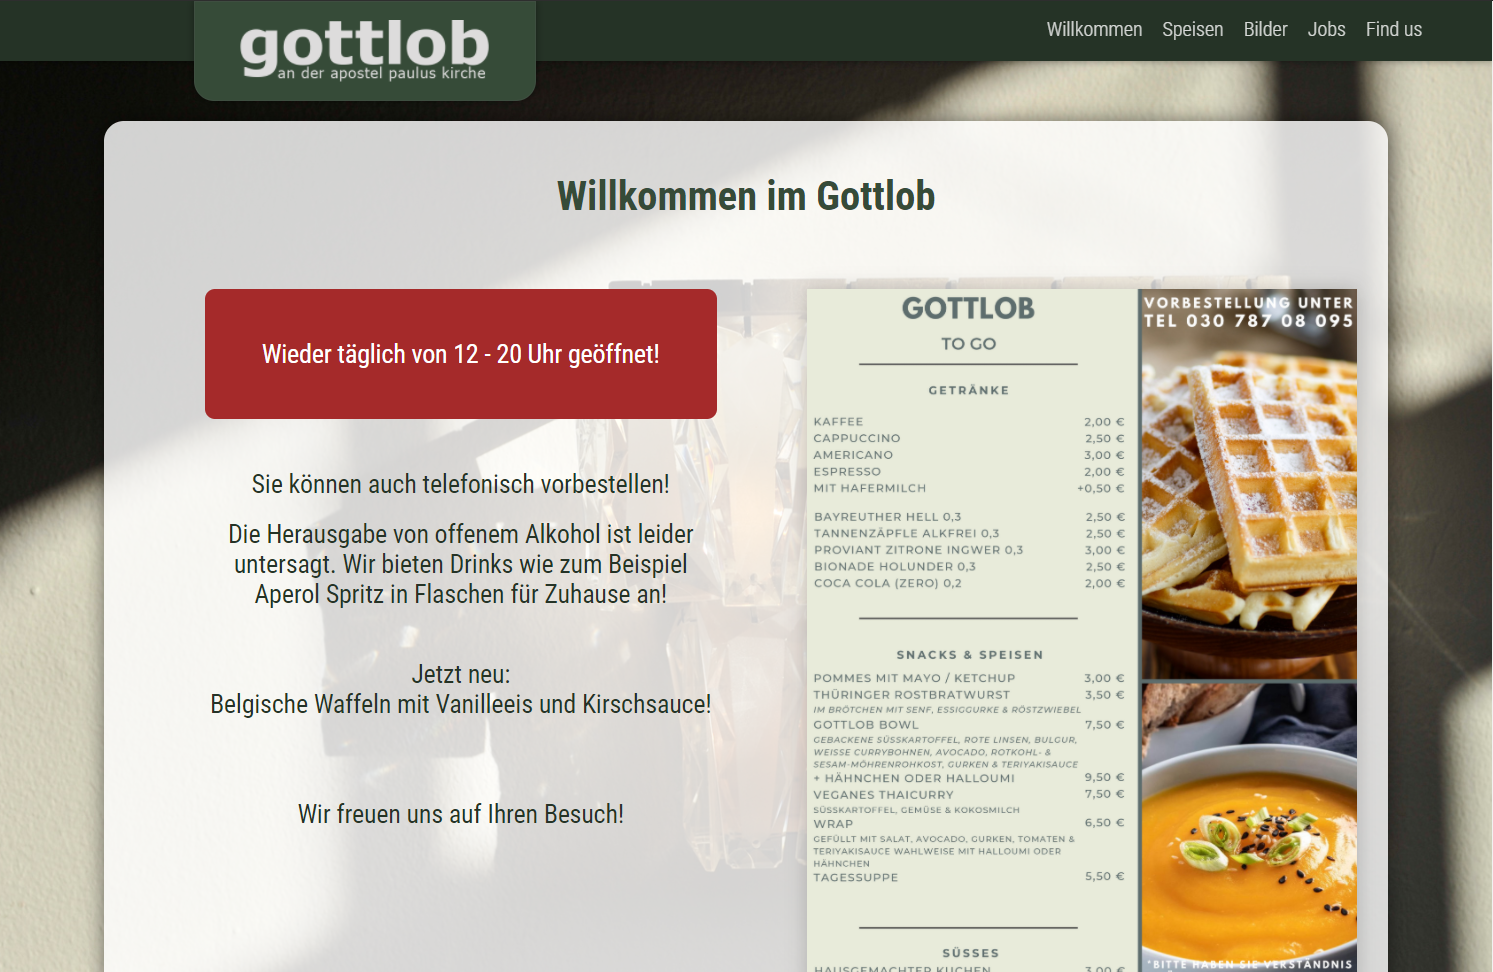 gottlob
an der apostel paulus kirche
Willkommen Speisen Bilder Jobs Find us
Willkommen im Gottlob
Wieder täglich von 12 - 20 Uhr geöffnet!
Sie können auch telefonisch vorbestellen!
Die Herausgabe von offenem Alkohol ist leider
untersagt. Wir bieten Drinks wie zum Beispiel
Aperol Spritz in Flaschen für Zuhause an!
Jetzt neu:
Belgische Waffeln mit Vanilleeis und Kirschsauce!
Wir freuen uns auf Ihren Besuch!
GOTTLOB
TO GO
GETRÄNKE
KAFFEE 2,00 €
CAPPUCCINO 2,50 €
AMERICANO 3,00 €
ESPRESSO 2,00 €
MIT HAFERMILCH +0,50 €
BAYREUTHER HELL 0,3 2,50 €
TANNENZÄPFLE ALKFREI 0,3 2,50 €
PROVIANT ZITRONE INGWER 0,3 3,00 €
BIONADE HOLUNDER 0,3 2,50 €
COCA COLA (ZERO) 0,2 2,00 €
SNACKS & SPEISEN
POMMES MIT MAYO / KETCHUP 3,00 €
THÜRINGER ROSTBRATWURST 3,50 €
IM BRÖTCHEN MIT SENF, ESSIGGURKE & RÖSTZWIEBEL
GOTTLOB BOWL 7,50 €
GEBACKENE SÜSSKARTOFFEL, ROTE LINSEN, BULGUR,
WEISSE CURRYBOHNEN, AVOCADO, ROTKOHL- &
SESAM-MÖHRENROHKOST, GURKEN & TERIYAKISAUCE
+ HÄHNCHEN ODER HALLOUMI 9,50 €
VEGANES THAICURRY 7,50 €
SÜSSKARTOFFEL, GEMÜSE & KOKOSMILCH
WRAP 6,50 €
GEFÜLLT MIT SALAT, AVOCADO, GURKEN, TOMATEN &
TERIYAKISAUCE WAHLWEISE MIT HALLOUMI ODER
HÄHNCHEN
TAGESSUPPE 5,50 €
SÜSSES
HAUSGEMACHTER KUCHEN 3,00 €
VORBESTELLUNG UNTER
TEL 030 787 08 095
*BITTE HABEN SIE VERSTÄNDNIS